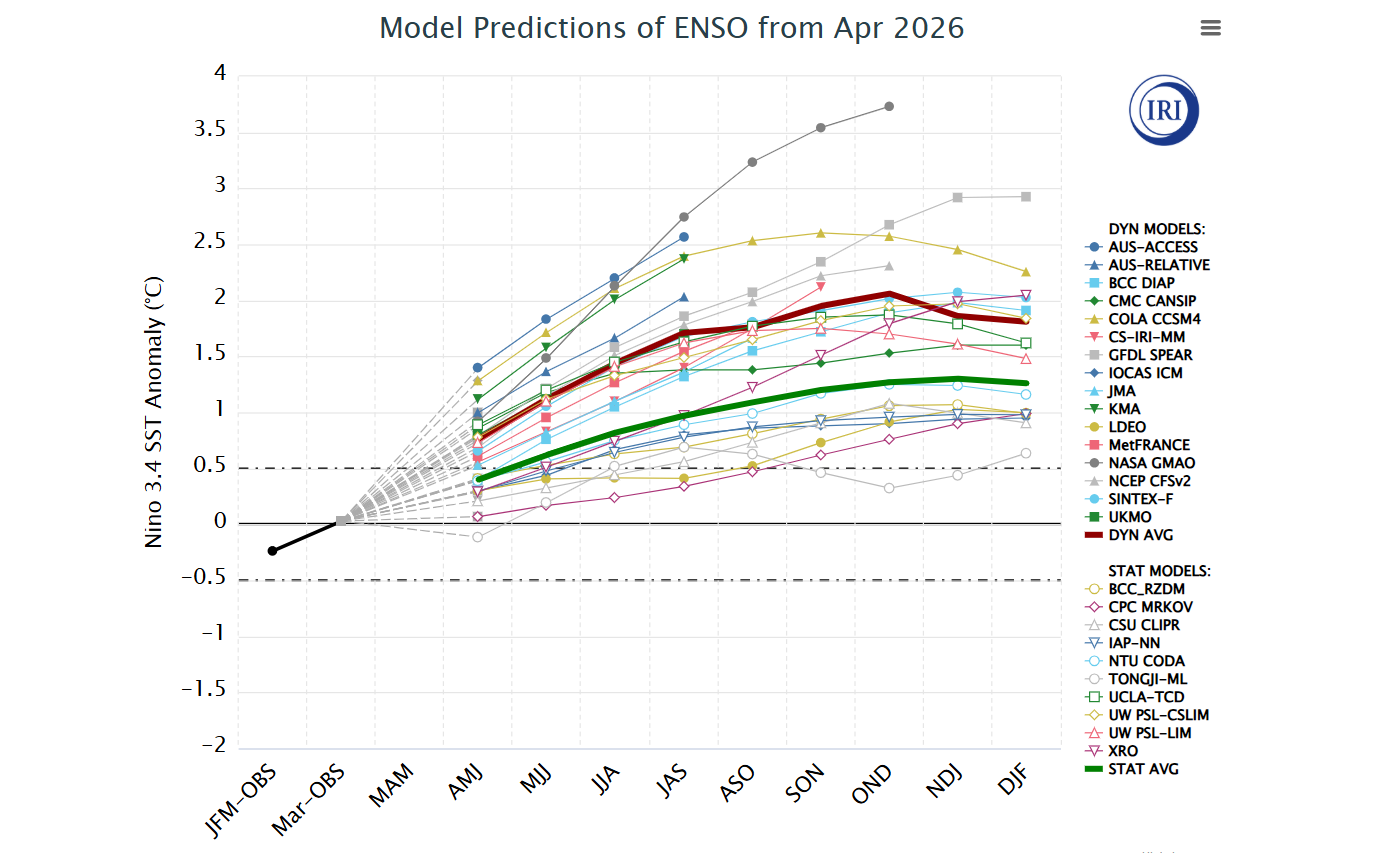 Model Predictions of ENSO from Apr 2026
IRI
Nino 3.4 SST Anomaly (°C)
4
3.5
3
2.5
2
1.5
1
0.5
0
−0.5
−1
−1.5
−2
JFM-OBS
Mar-OBS
MAM
AMJ
MJJ
JJA
JAS
ASO
SON
OND
NDJ
DJF
DYN MODELS:
AUS-ACCESS
AUS-RELATIVE
BCC DIAP
CMC CANSIP
COLA CCSM4
CS-IRI-MM
GFDL SPEAR
IOCAS ICM
JMA
KMA
LDEO
MetFRANCE
NASA GMAO
NCEP CFSv2
SINTEX-F
UKMO
DYN AVG
STAT MODELS:
BCC_RZDM
CPC MRKOV
CSU CLIPR
IAP-NN
NTU CODA
TONGJI-ML
UCLA-TCD
UW PSL-CSLIM
UW PSL-LIM
XRO
STAT AVG